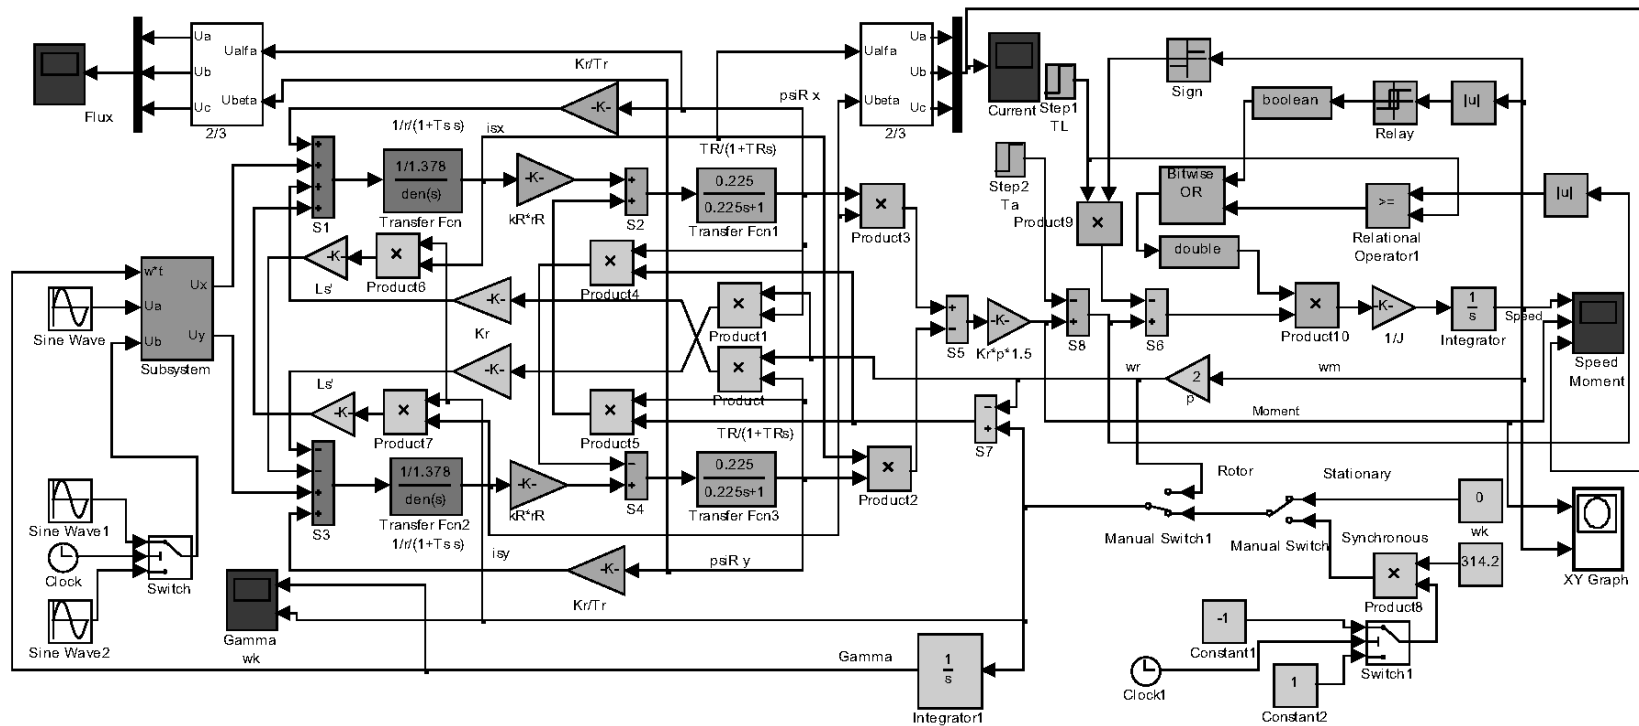 Flux
Ua
Ub
Uc
Ualfa
Ubeta
2/3
Kr/Tr
-K-
psiR x
1/r/(1+Ts s)
isx
S1
1/1.378
den(s)
Transfer Fcn
-K-
kR*rR
S2
TR/(1+TRs)
0.225
0.225s+1
Transfer Fcn1
Ualfa
Ubeta
Ua
Ub
Uc
2/3
Current
Step1
TL
Sign
boolean
Relay
|u|
Step2
Ta
Product9
Bitwise
OR
>=
Relational
Operator1
|u|
double
Product3
w*t
Ua
Ub
Ux
Uy
Subsystem
Sine Wave
-K-
Ls'
Product6
-K-
Kr
Product4
Product1
S5
-K-
Kr*p*1.5
S8
S6
Product10
-K-
1/J
1
s
Integrator
Speed
Speed
Moment
-K-
Product
wr
2
p
wm
Moment
Ls'
-K-
Product7
Product5
TR/(1+TRs)
S7
S3
1/1.378
den(s)
Transfer Fcn2
1/r/(1+Ts s)
-K-
kR*rR
S4
0.225
0.225s+1
Transfer Fcn3
Product2
Rotor
Stationary
Manual Switch1
Manual Switch
0
wk
Synchronous
314.2
Product8
XY Graph
Sine Wave1
Clock
Switch
Sine Wave2
isy
-K-
Kr/Tr
psiR y
Gamma
wk
Gamma
1
s
Integrator1
-1
Constant1
Clock1
1
Constant2
Switch1